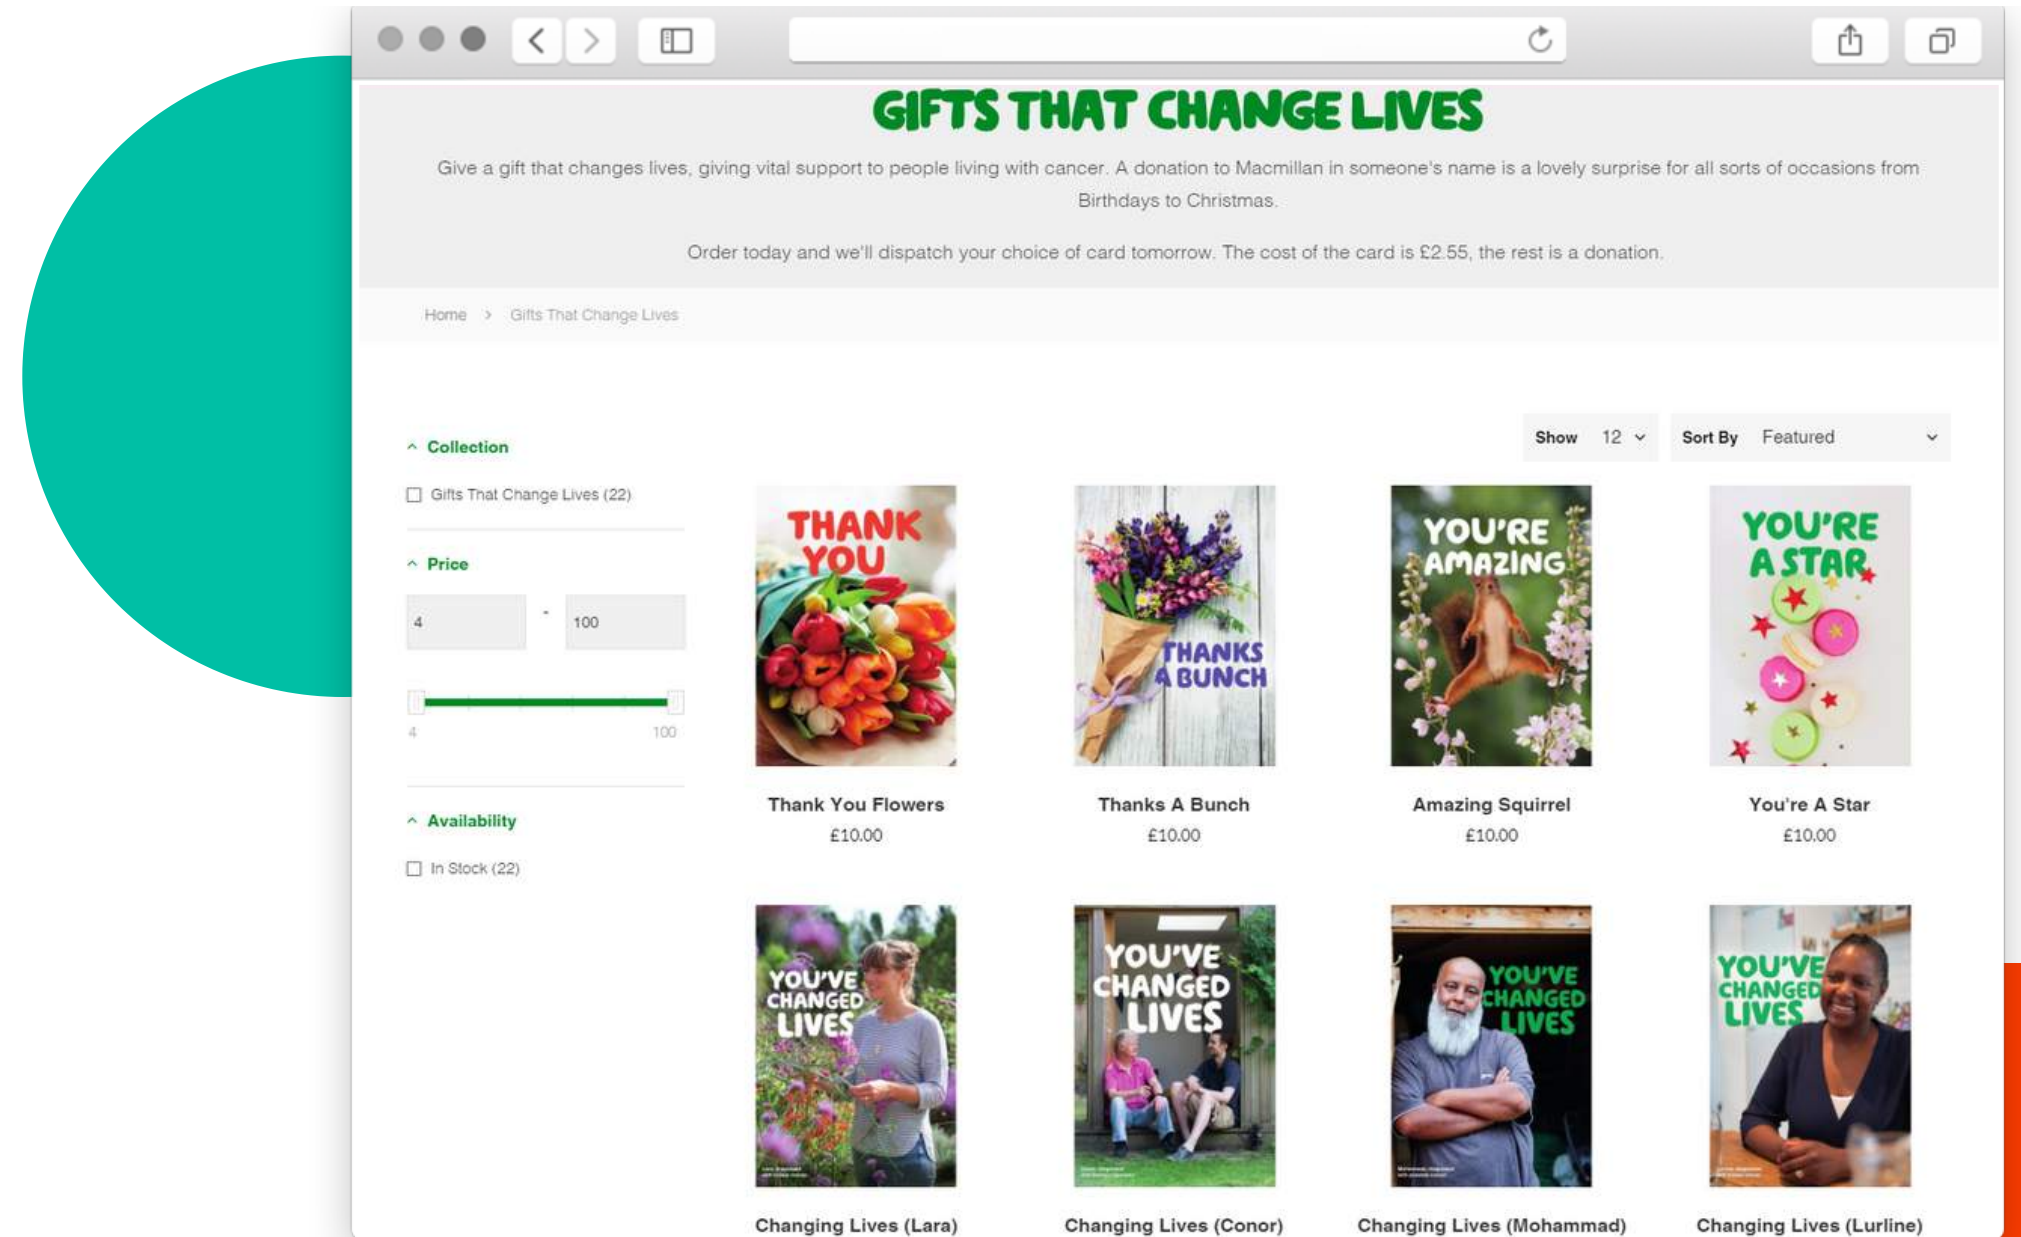 GIFTS THAT CHANGE LIVES
Give a gift that changes lives, giving vital support to people living with cancer. A donation to Macmillan in someone's name is a lovely surprise for all sorts of occasions from
Birthdays to Christmas.
Order today and we'll dispatch your choice of card tomorrow. The cost of the card is £2.55, the rest is a donation.
Home > Gifts That Change Lives
Show 12 Sort By Featured
Collection
Gifts That Change Lives (22)
Price
4 - 100
4 100
Availability
In Stock (22)
THANK
YOU
THANKS
A BUNCH
YOU'RE
AMAZING
YOU'RE
A STAR
Thank You Flowers
£10.00
Thanks A Bunch
£10.00
Amazing Squirrel
£10.00
You're A Star
£10.00
YOU'VE
CHANGED
LIVES
YOU'VE
CHANGED
LIVES
YOU'VE
CHANGED
LIVES
YOU'VE
CHANGED
LIVES
Changing Lives (Lara)
Changing Lives (Conor)
Changing Lives (Mohammad)
Changing Lives (Lurline)